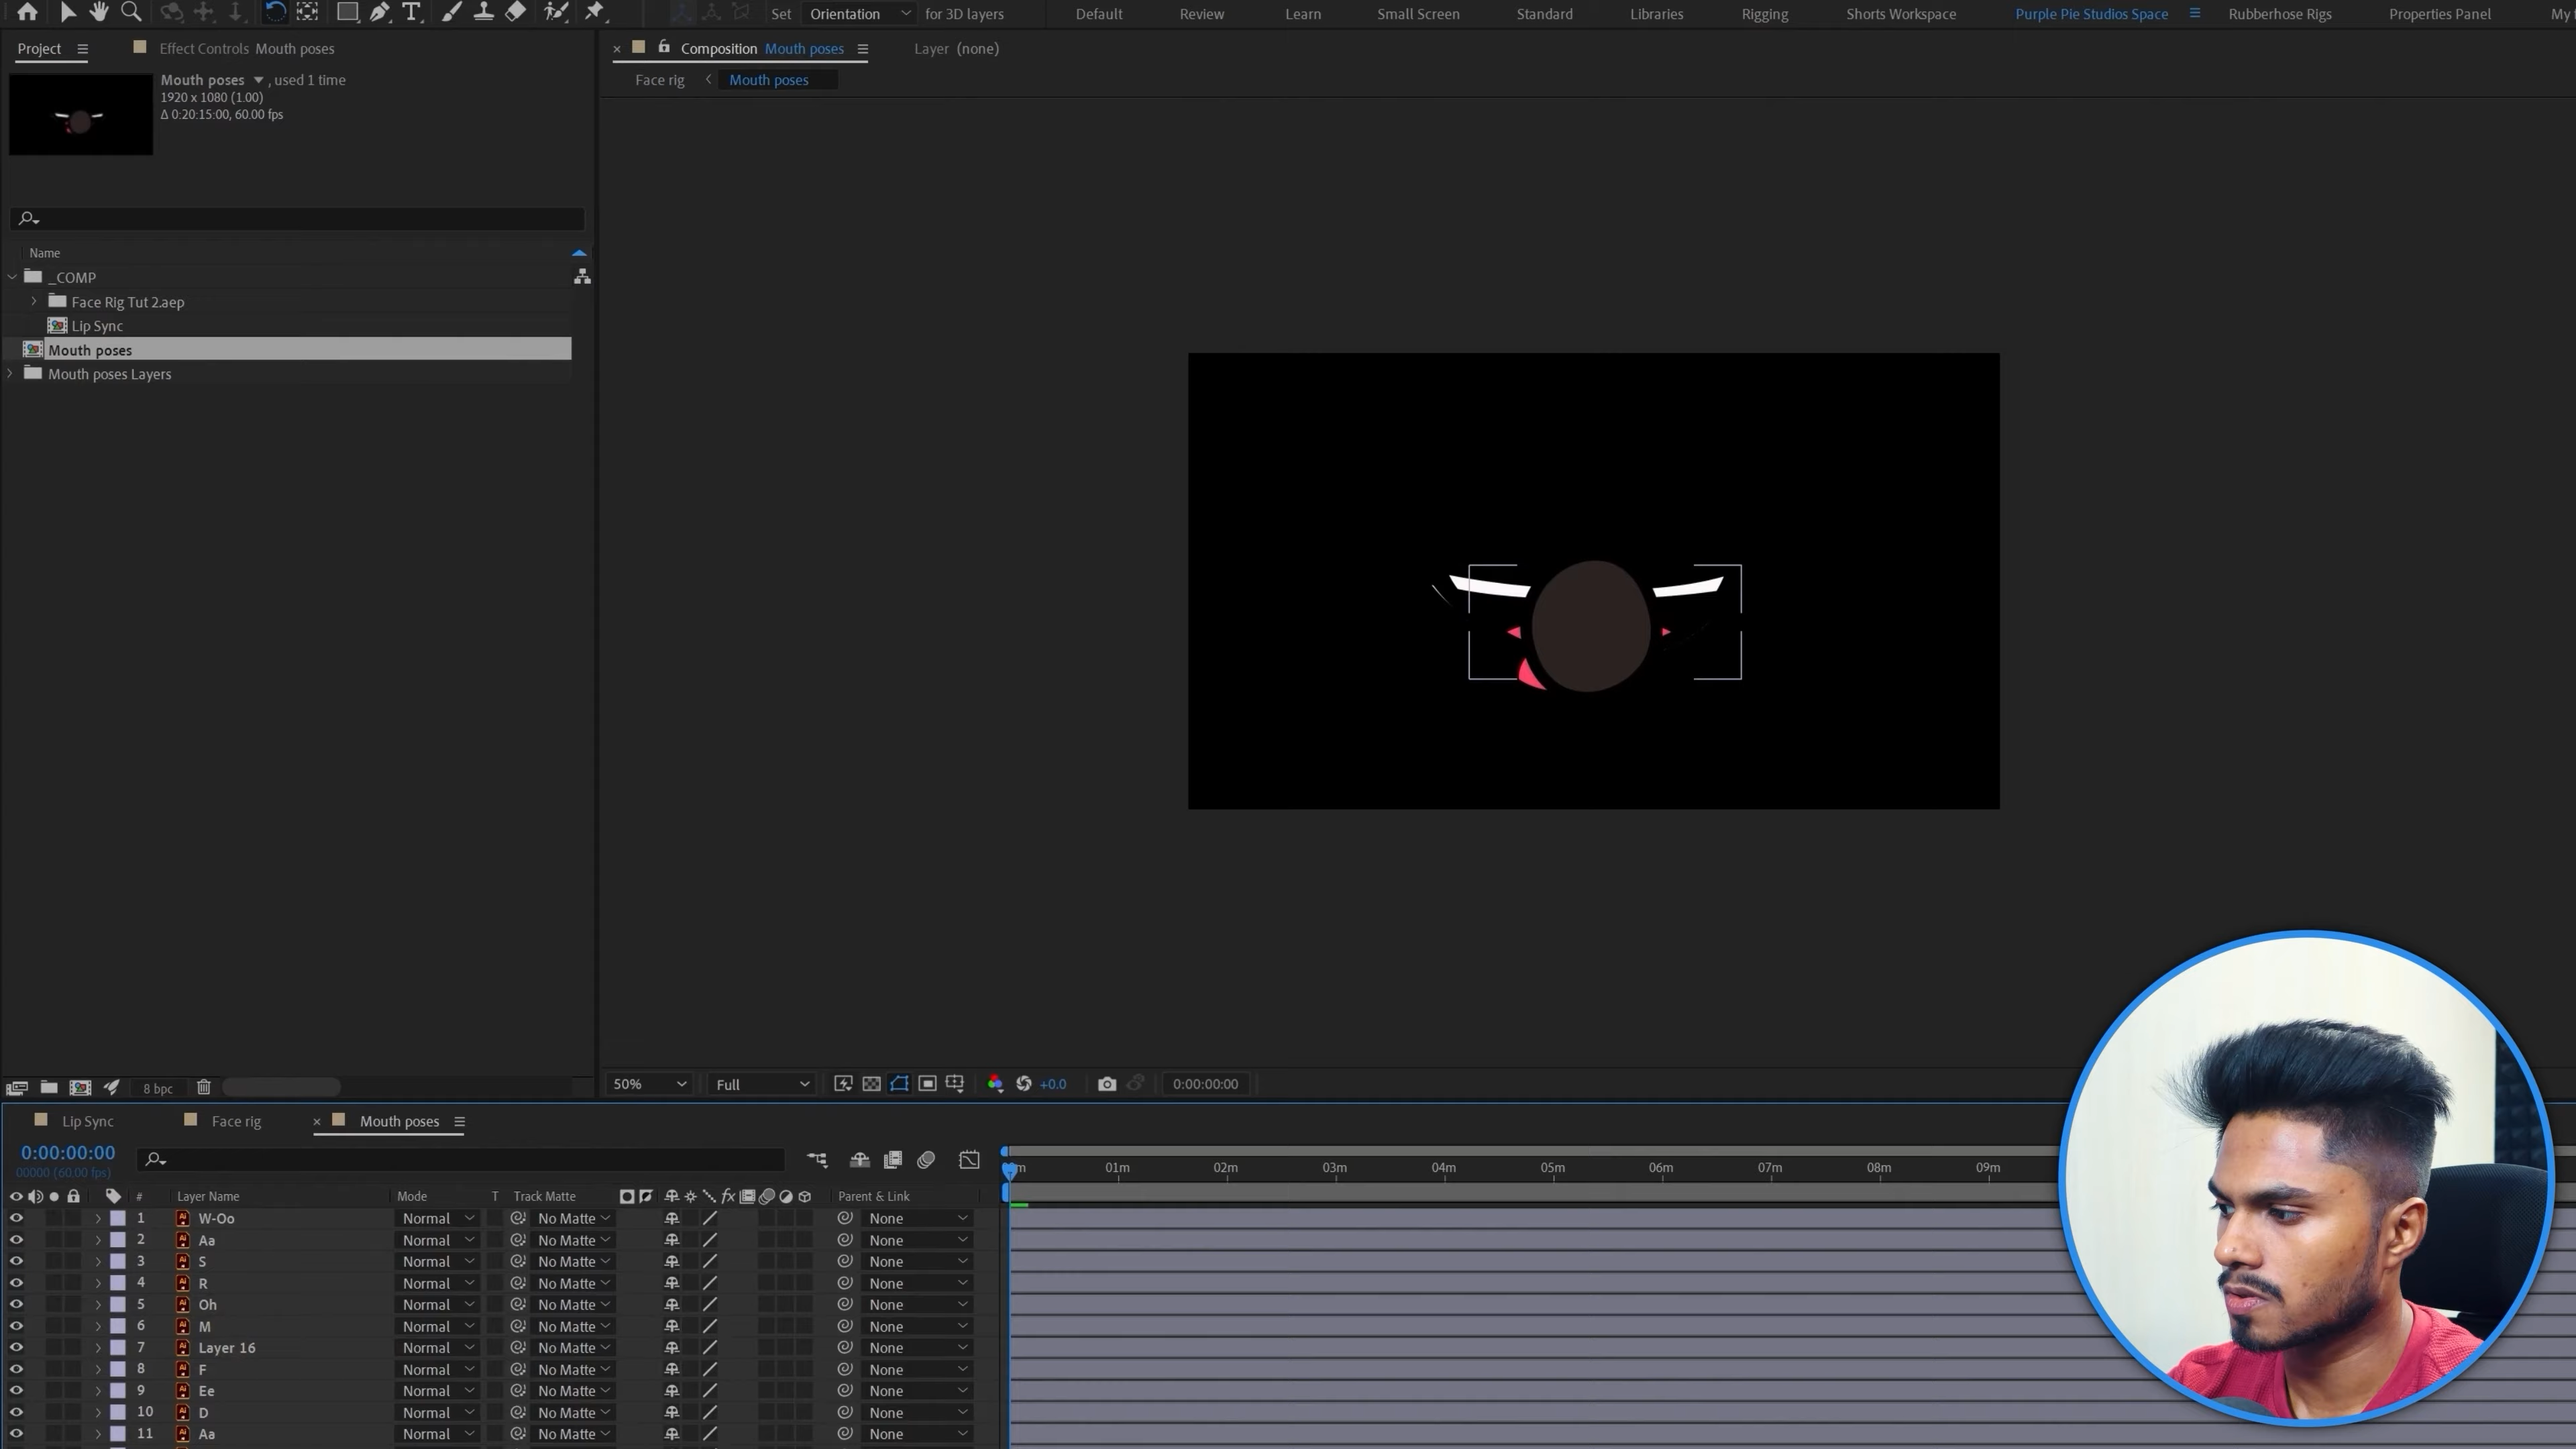 Set Orientation for 3D layers Default Review Learn Small Screen Standard Libraries Rigging Shorts Workspace Purple Pie Studios Space Rubberhose Rigs Properties Panel My
Project Effect Controls Mouth poses
Composition Mouth poses Layer (none)
Mouth poses , used 1 time
1920 x 1080 (1.00)
Δ 0:20:15:00, 60.00 fps
Face rig Mouth poses
Name
_COMP
Face Rig Tut 2.aep
Lip Sync
Mouth poses
Mouth poses Layers
8 bpc
50% Full +0.0 0:00:00:00
Lip Sync Face rig Mouth poses
0:00:00:00
00000 (60.00 fps)
01m 02m 03m 04m 05m 06m 07m 08m 09m
# Layer Name Mode T Track Matte fx Parent & Link
1 W-Oo Normal No Matte None
2 Aa Normal No Matte None
3 S Normal No Matte None
4 R Normal No Matte None
5 Oh Normal No Matte None
6 M Normal No Matte None
7 Layer 16 Normal No Matte None
8 F Normal No Matte None
9 Ee Normal No Matte None
10 D Normal No Matte None
11 Aa Normal No Matte None